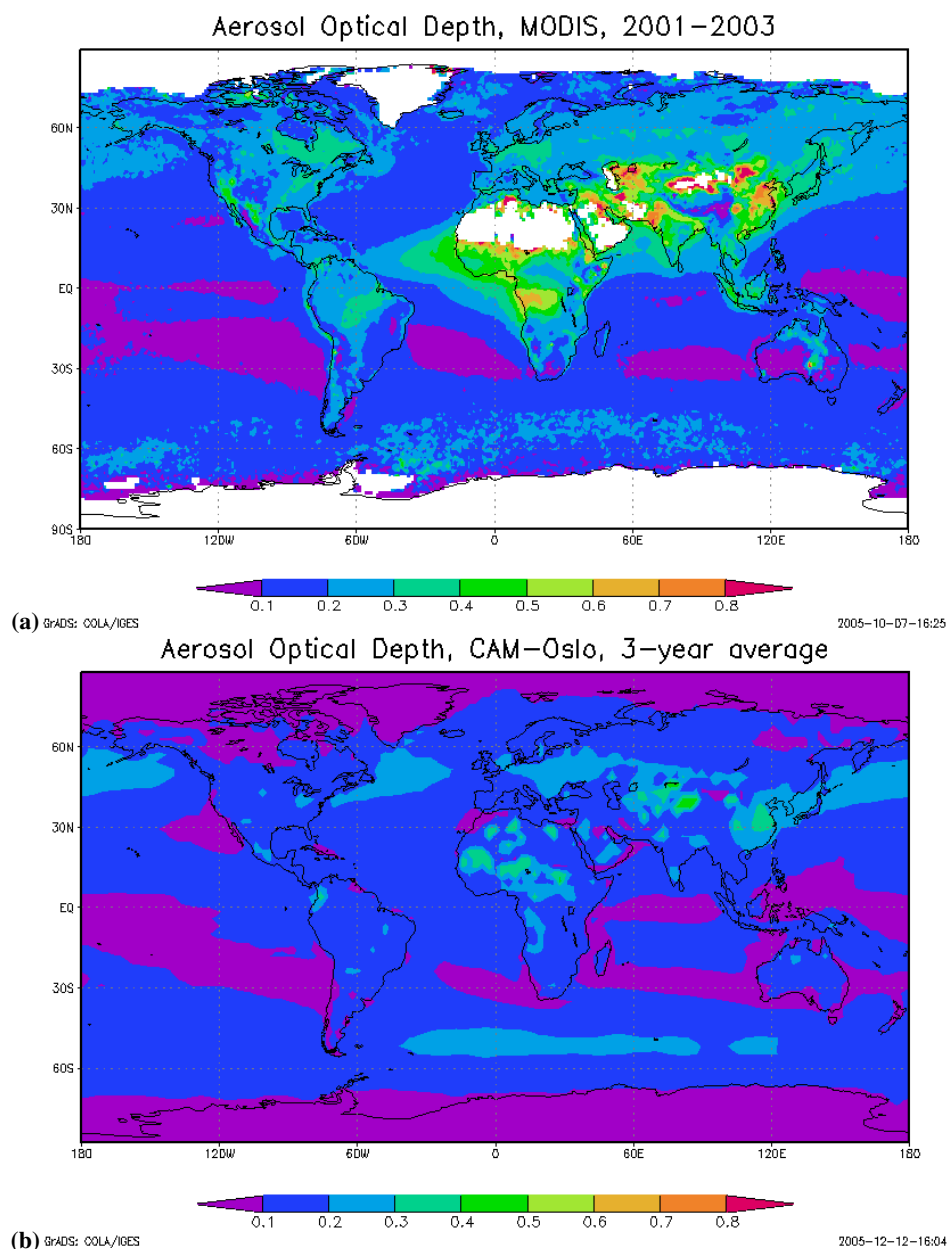 Aerosol Optical Depth, MODIS, 2001-2003
60N
30N
EQ
30S
60S
90S
180 120W 60W 0 60E 120E 180
0.1 0.2 0.3 0.4 0.5 0.6 0.7 0.8
(a) GrADS: COLA/IGES 2005-10-07-16:25
Aerosol Optical Depth, CAM-Oslo, 3-year average
60N
30N
EQ
30S
60S
180 120W 60W 0 60E 120E 180
0.1 0.2 0.3 0.4 0.5 0.6 0.7 0.8
(b) GrADS: COLA/IGES 2005-12-12-16:04